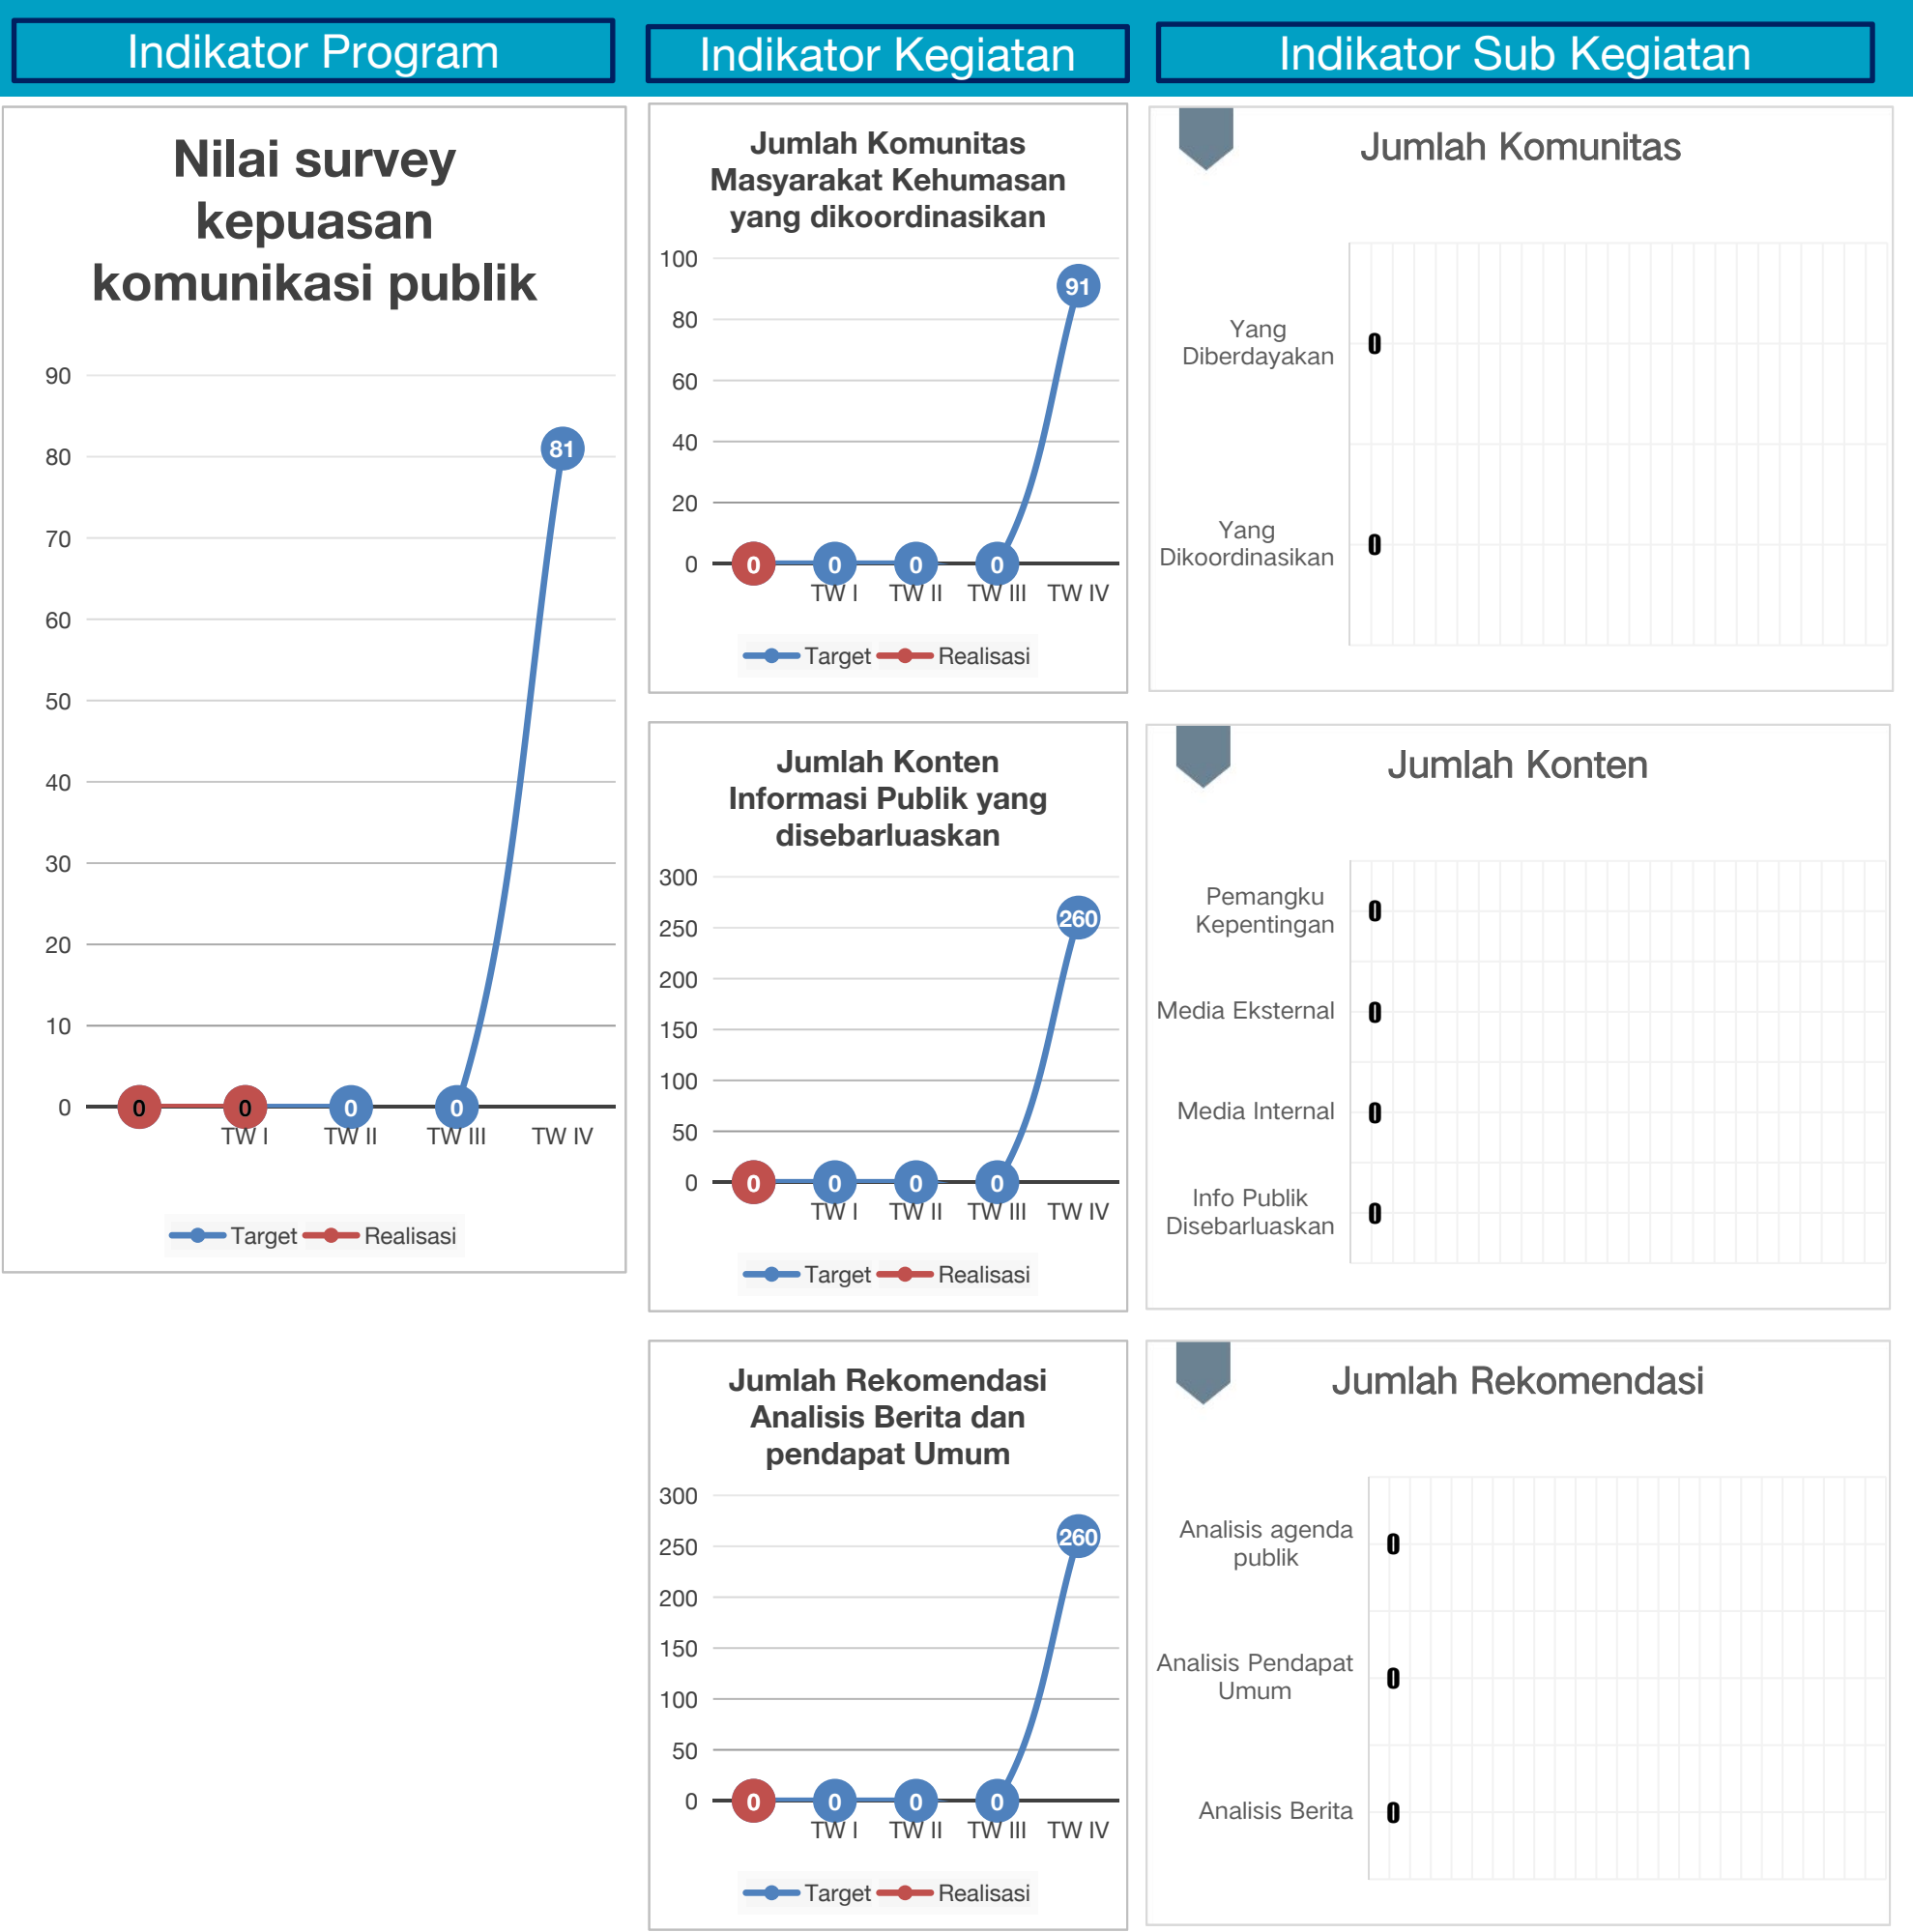 Indikator Program
Indikator Kegiatan
Indikator Sub Kegiatan
Nilai survey
kepuasan
komunikasi publik
90
80
70
60
50
40
30
20
10
0
81
0
0
0
0
TW I
TW II
TW III
TW IV
Target
Realisasi
Jumlah Komunitas
Masyarakat Kehumasan
yang dikoordinasikan
100
80
60
40
20
0
91
0
0
0
0
TW I
TW II
TW III
TW IV
Target
Realisasi
Jumlah Komunitas
Yang
Diberdayakan
0
Yang
Dikoordinasikan
0
Jumlah Konten
Informasi Publik yang
disebarluaskan
300
250
200
150
100
50
0
260
0
0
0
0
TW I
TW II
TW III
TW IV
Target
Realisasi
Jumlah Konten
Pemangku
Kepentingan
0
Media Eksternal
0
Media Internal
0
Info Publik
Disebarluaskan
0
Jumlah Rekomendasi
Analisis Berita dan
pendapat Umum
300
250
200
150
100
50
0
260
0
0
0
0
TW I
TW II
TW III
TW IV
Target
Realisasi
Jumlah Rekomendasi
Analisis agenda
publik
0
Analisis Pendapat
Umum
0
Analisis Berita
0